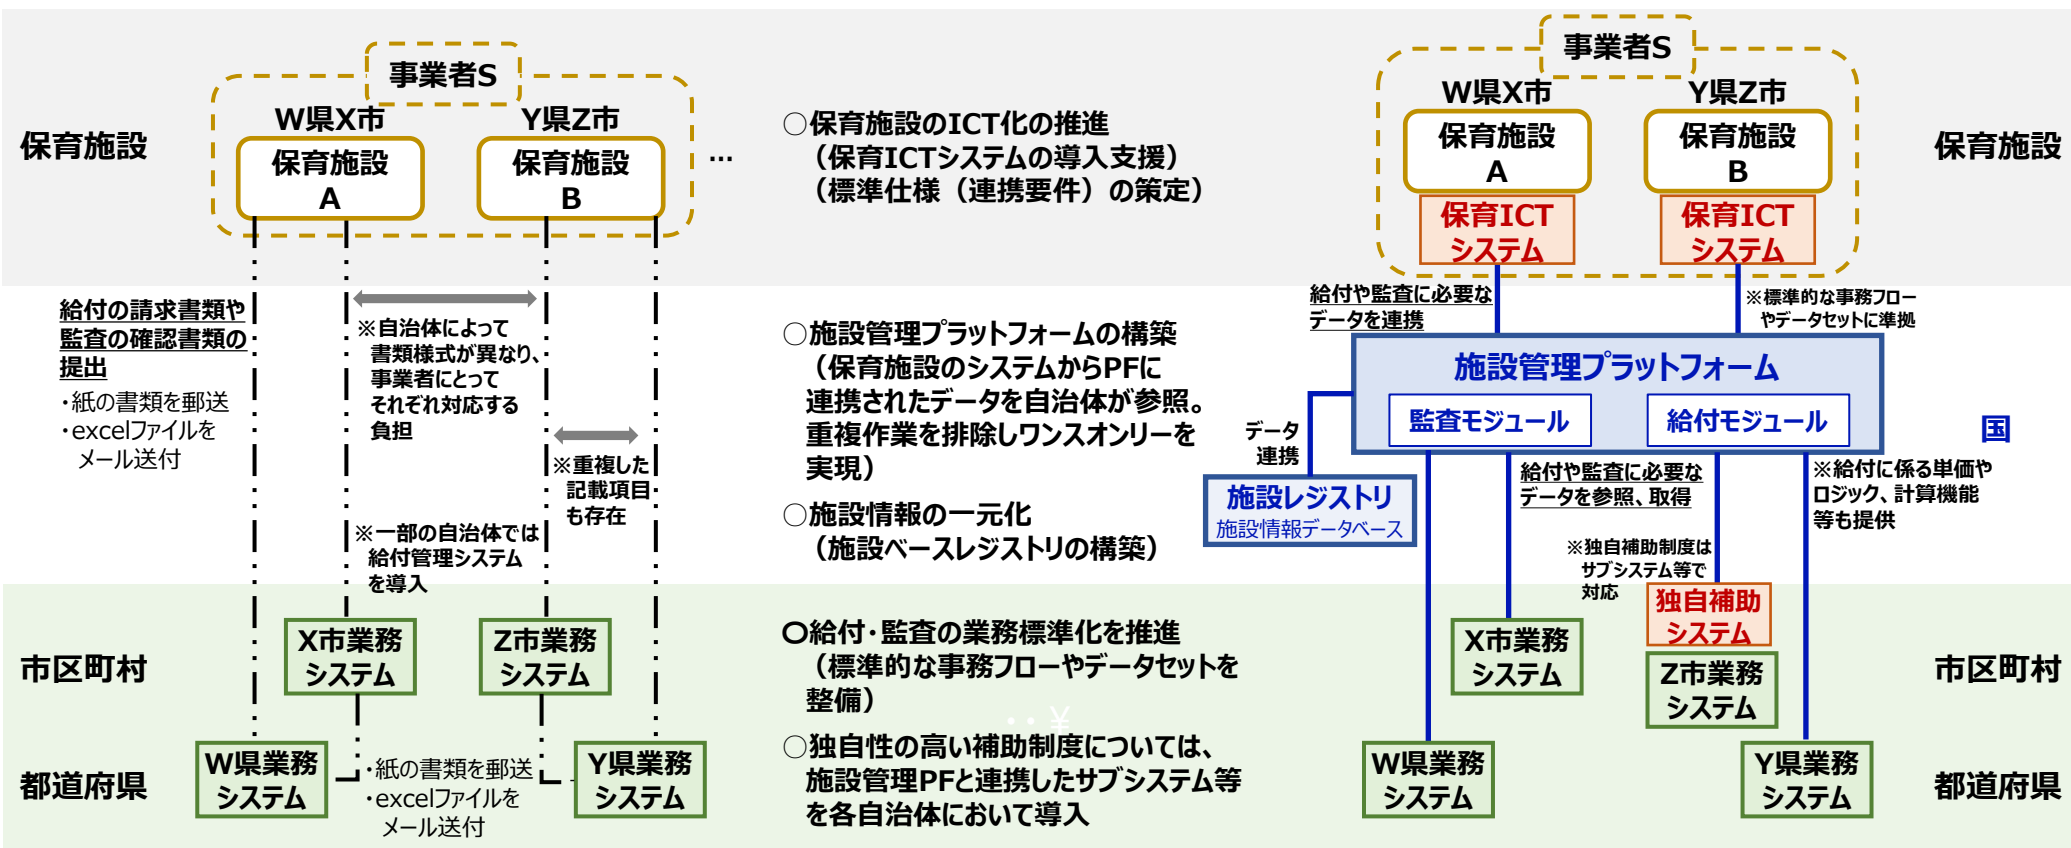 事業者S
W県X市
Y県Z市
保育施設
保育施設
A
保育施設
B
…
給付の請求書類や
監査の確認書類の
提出
・紙の書類を郵送
・excelファイルを
メール送付
※自治体によって
書類様式が異なり、
事業者にとって
それぞれ対応する
負担
※重複した
記載項目
も存在
※一部の自治体では
給付管理システム
を導入
市区町村
X市業務
システム
Z市業務
システム
都道府県
W県業務
システム
・紙の書類を郵送
・excelファイルを
メール送付
Y県業務
システム
○保育施設のICT化の推進
（保育ICTシステムの導入支援）
（標準仕様（連携要件）の策定）
○施設管理プラットフォームの構築
（保育施設のシステムからPFに
連携されたデータを自治体が参照。
重複作業を排除しワンスオンリーを
実現）
○施設情報の一元化
（施設ベースレジストリの構築）
○給付・監査の業務標準化を推進
（標準的な事務フローやデータセットを
整備）
・・¥
○独自性の高い補助制度については、
施設管理PFと連携したサブシステム等
を各自治体において導入
事業者S
W県X市
Y県Z市
保育施設
A
保育施設
B
保育施設
保育ICT
システム
保育ICT
システム
給付や監査に必要な
データを連携
※標準的な事務フロー
やデータセットに準拠
施設管理プラットフォーム
監査モジュール
給付モジュール
国
データ
連携
施設レジストリ
施設情報データベース
給付や監査に必要な
データを参照、取得
※給付に係る単価や
ロジック、計算機能
等も提供
※独自補助制度は
サブシステム等で
対応
独自補助
システム
X市業務
システム
Z市業務
システム
市区町村
W県業務
システム
Y県業務
システム
都道府県